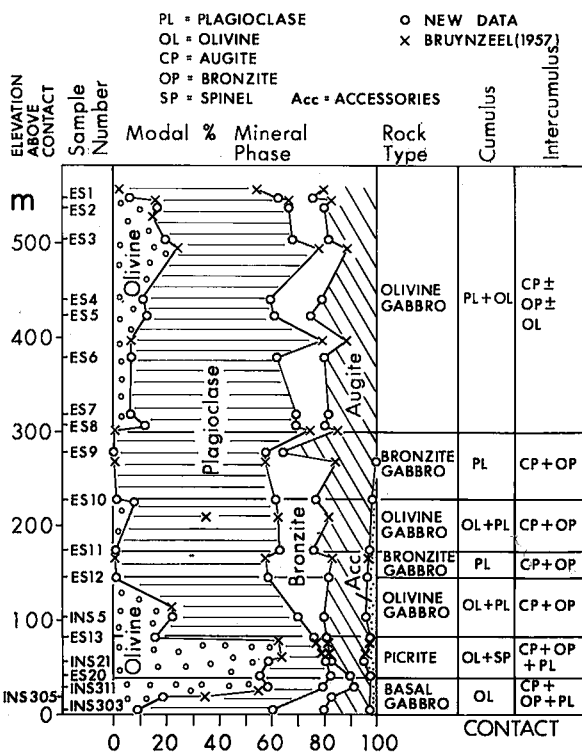 PL = PLAGIOCLASE
OL = OLIVINE
CP = AUGITE
OP = BRONZITE
SP = SPINEL Acc = ACCESSORIES
o NEW DATA
x BRUYNZEEL(1957)
ELEVATION ABOVE CONTACT
Sample Number
Modal % Mineral Phase
Rock Type
Cumulus
Intercumulus
m
500
400
300
200
100
0
ES1
ES2
ES3
ES4
ES5
ES6
ES7
ES8
ES9
ES10
ES11
ES12
INS5
ES13
INS21
ES20
INS311
INS305
INS303
Olivine
Plagioclase
Bronzite
Augite
Acc
Olivine
OLIVINE GABBRO
PL+OL
CP±
OP±
OL
BRONZITE GABBRO
PL
CP+OP
OLIVINE GABBRO
OL+PL
CP+OP
BRONZITE GABBRO
PL
CP+OP
OLIVINE GABBRO
OL+PL
CP+OP
PICRITE
OL+SP
CP+OP
+PL
BASAL GABBRO
OL
CP+
OP+PL
CONTACT
0 20 40 60 80 100